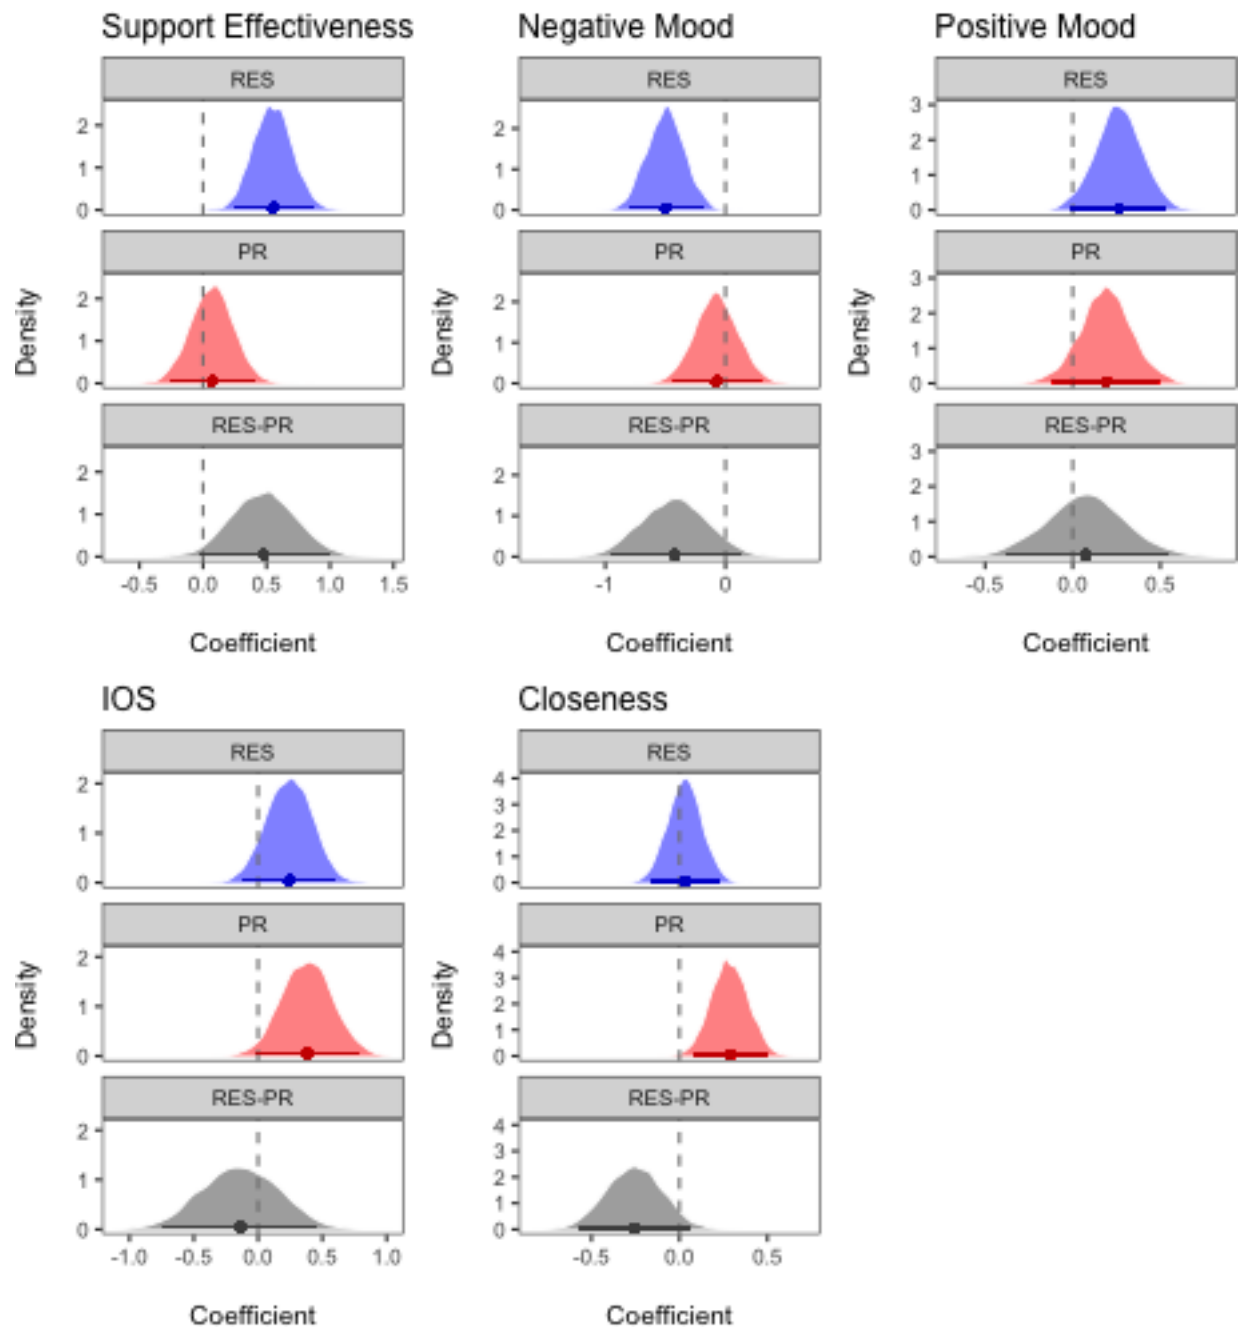 Support Effectiveness
RES
2
1
0
PR
2
1
0
RES-PR
2
1
0
-0.5 0.0 0.5 1.0 1.5
Density
Coefficient
Negative Mood
RES
2
1
0
PR
2
1
0
RES-PR
2
1
0
-1 0
Density
Coefficient
Positive Mood
RES
3
2
1
0
PR
3
2
1
0
RES-PR
3
2
1
0
-0.5 0.0 0.5
Density
Coefficient
IOS
RES
2
1
0
PR
2
1
0
RES-PR
2
1
0
-1.0 -0.5 0.0 0.5 1.0
Density
Coefficient
Closeness
RES
4
3
2
1
0
PR
4
3
2
1
0
RES-PR
4
3
2
1
0
-0.5 0.0 0.5
Density
Coefficient